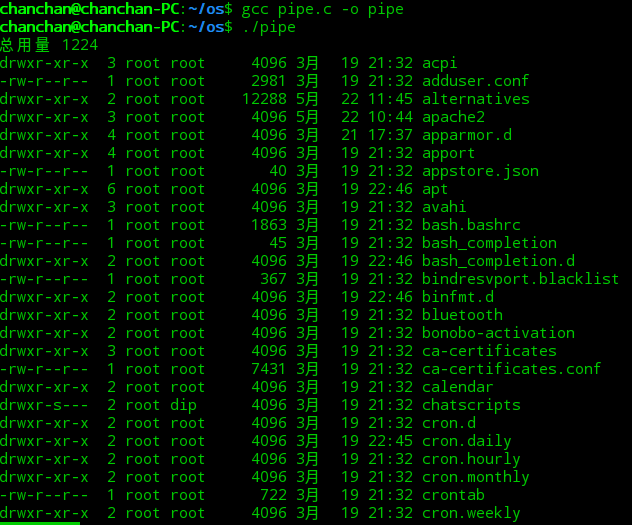 chanchan@chanchan-PC:~/os$ gcc pipe.c -o pipe
chanchan@chanchan-PC:~/os$ ./pipe
总用量 1224
drwxr-xr-x  3 root root     4096 3月  19 21:32 acpi
-rw-r--r--  1 root root     2981 3月  19 21:32 adduser.conf
drwxr-xr-x  2 root root    12288 5月  22 11:45 alternatives
drwxr-xr-x  3 root root     4096 5月  22 10:44 apache2
drwxr-xr-x  4 root root     4096 3月  21 17:37 apparmor.d
drwxr-xr-x  4 root root     4096 3月  19 21:32 apport
-rw-r--r--  1 root root       40 3月  19 21:32 appstore.json
drwxr-xr-x  6 root root     4096 3月  19 22:46 apt
drwxr-xr-x  3 root root     4096 3月  19 21:32 avahi
-rw-r--r--  1 root root     1863 3月  19 21:32 bash.bashrc
-rw-r--r--  1 root root       45 3月  19 21:32 bash_completion
drwxr-xr-x  2 root root     4096 3月  19 22:46 bash_completion.d
-rw-r--r--  1 root root      367 3月  19 21:32 bindresvport.blacklist
drwxr-xr-x  2 root root     4096 3月  19 22:46 binfmt.d
drwxr-xr-x  2 root root     4096 3月  19 21:32 bluetooth
drwxr-xr-x  2 root root     4096 3月  19 21:32 bonobo-activation
drwxr-xr-x  3 root root     4096 3月  19 21:32 ca-certificates
-rw-r--r--  1 root root     7431 3月  19 21:32 ca-certificates.conf
drwxr-xr-x  2 root root     4096 3月  19 21:32 calendar
drwxr-s---  2 root dip      4096 3月  19 21:32 chatscripts
drwxr-xr-x  2 root root     4096 3月  19 21:32 cron.d
drwxr-xr-x  2 root root     4096 3月  19 22:45 cron.daily
drwxr-xr-x  2 root root     4096 3月  19 21:32 cron.hourly
drwxr-xr-x  2 root root     4096 3月  19 21:32 cron.monthly
-rw-r--r--  1 root root      722 3月  19 21:32 crontab
drwxr-xr-x  2 root root     4096 3月  19 21:32 cron.weekly